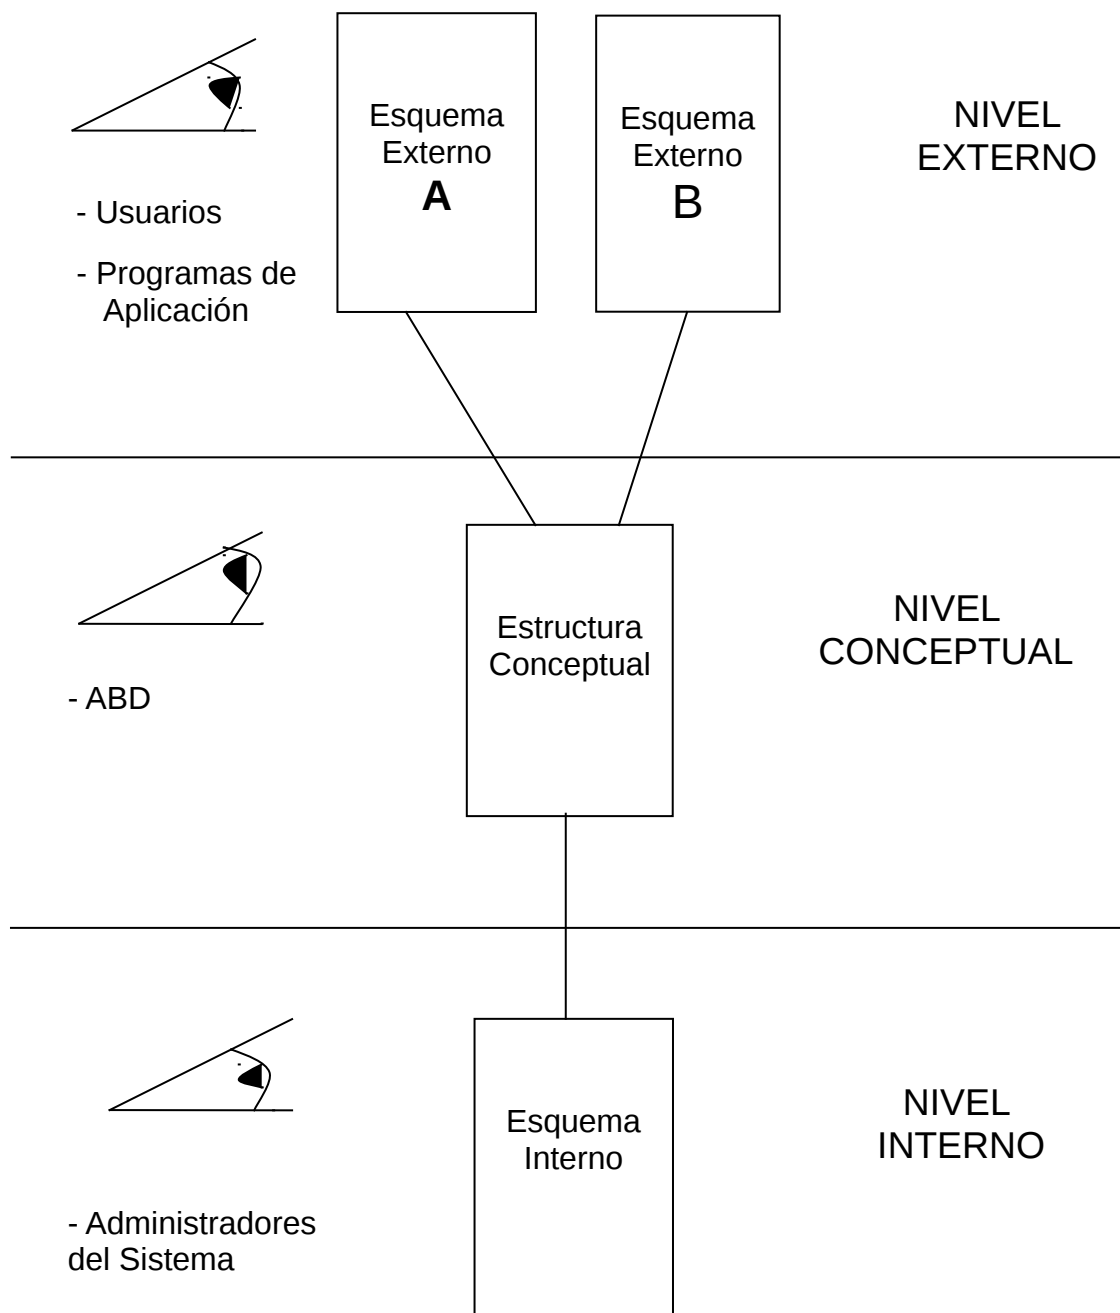 Esquema
Externo
A
Esquema
Externo
B
NIVEL
EXTERNO
- Usuarios
- Programas de
Aplicación
Estructura
Conceptual
NIVEL
CONCEPTUAL
- ABD
Esquema
Interno
NIVEL
INTERNO
- Administradores
del Sistema